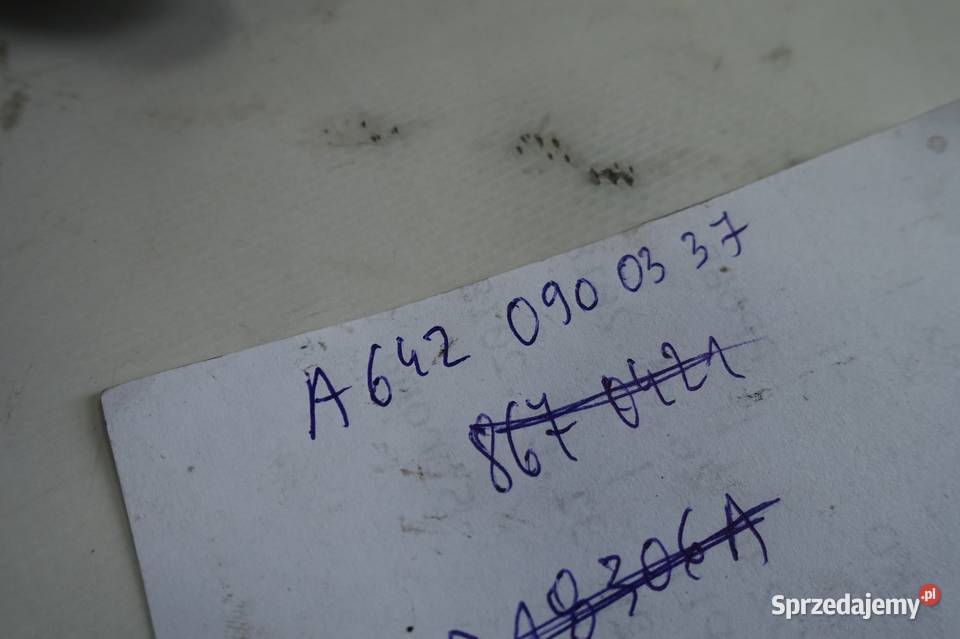 A 642 090 03 37
867 0421
Sprzedajemy.pl